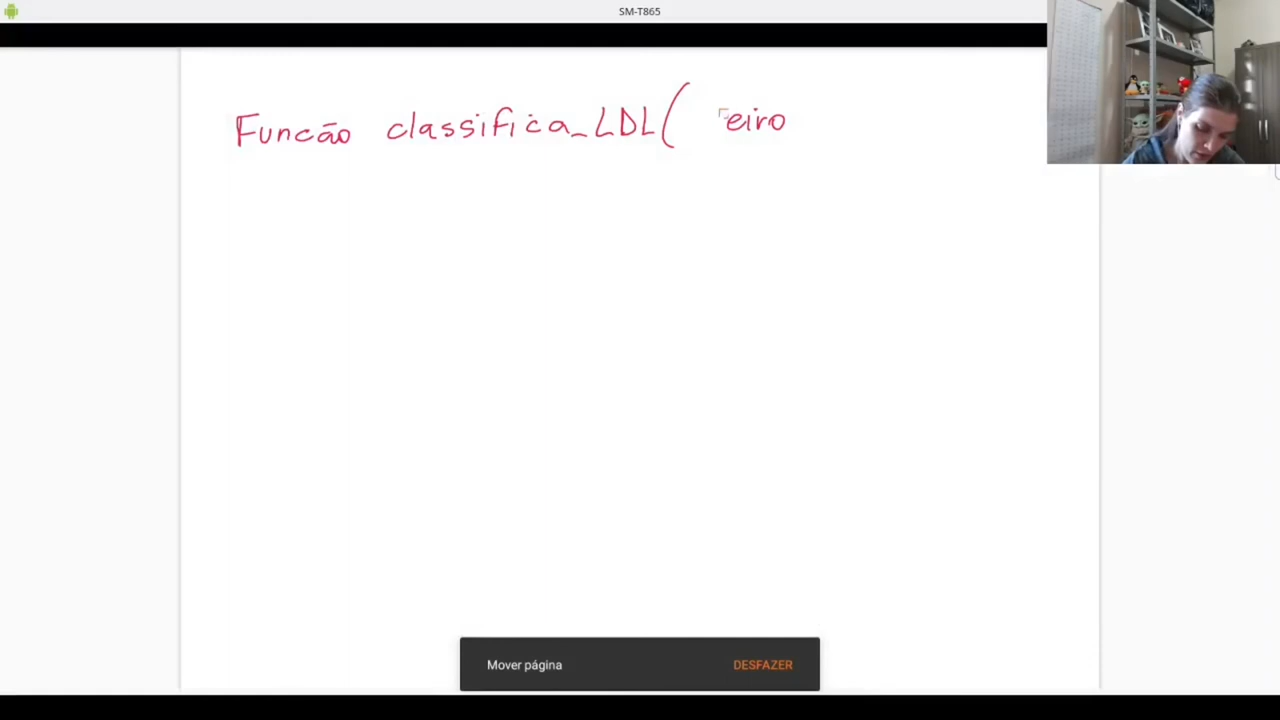 SM-T865
Funcão classifica_LDL( eiro
Mover página
DESFAZER